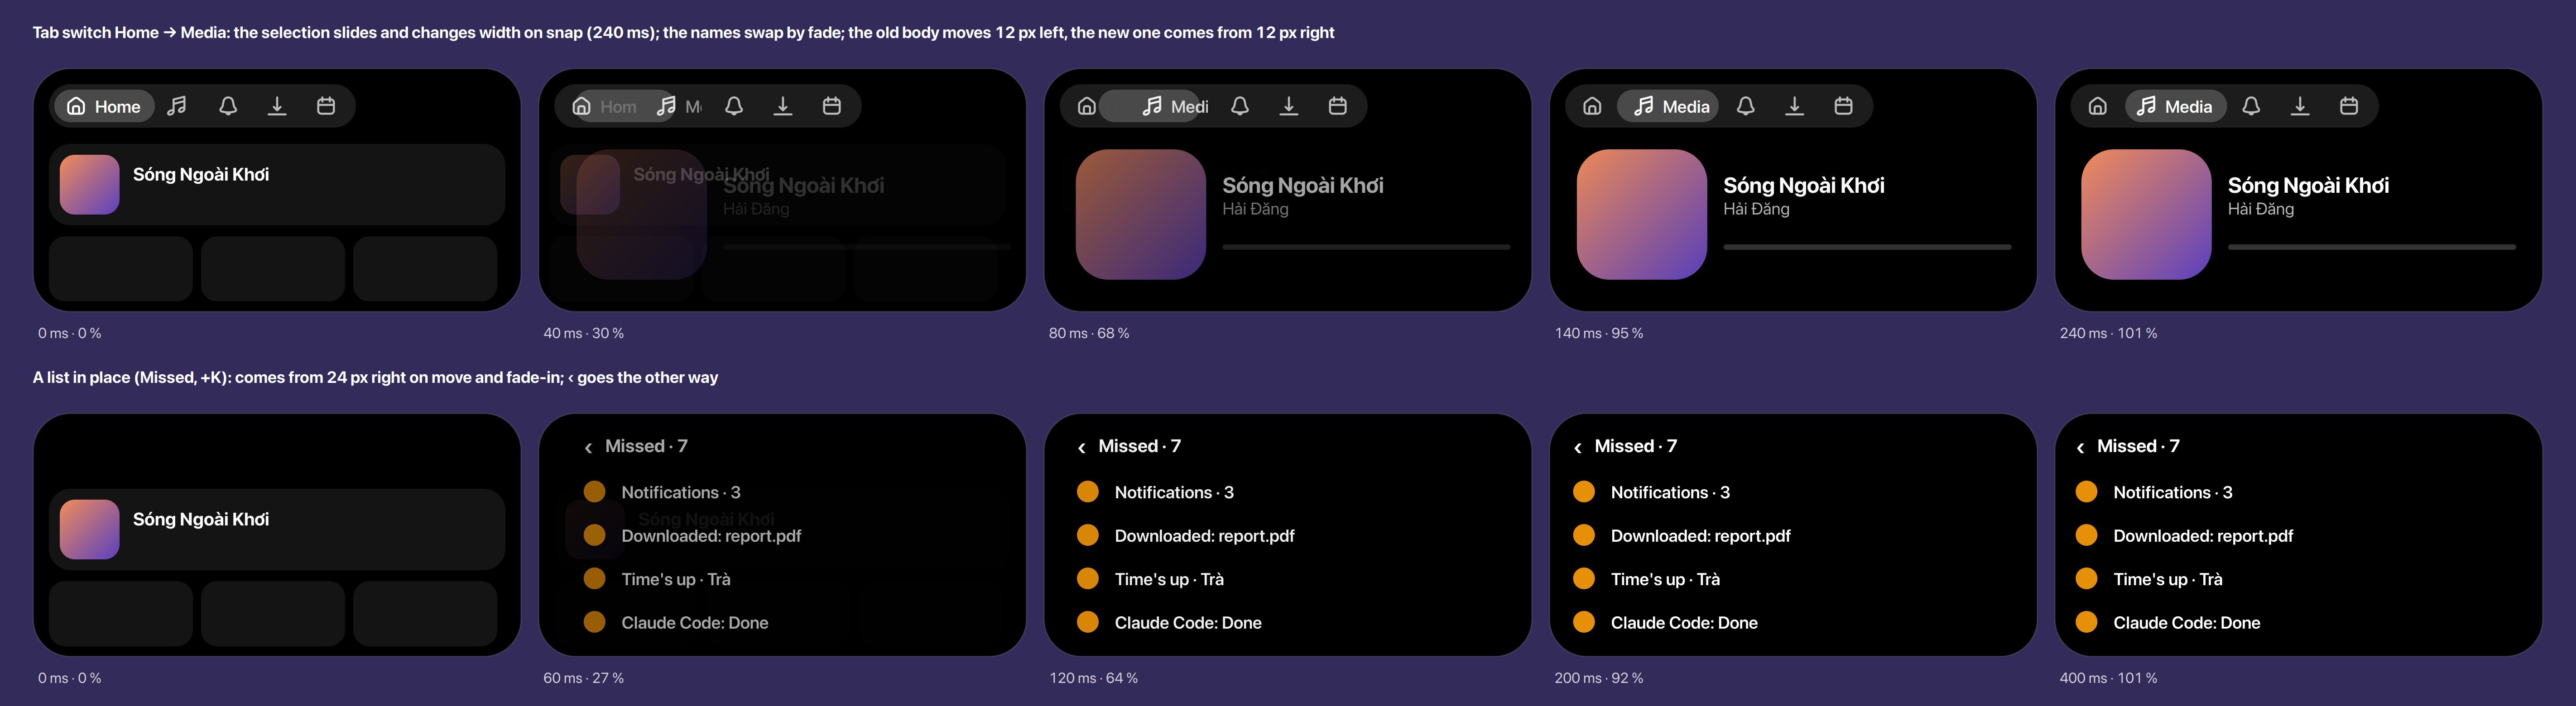 Tab switch Home → Media: the selection slides and changes width on snap (240 ms); the names swap by fade; the old body moves 12 px left, the new one comes from 12 px right
Home
Sóng Ngoài Khơi
0 ms · 0 %
Hom
M
Sóng Ngoài Khơi
Sóng Ngoài Khơi
Hải Đăng
40 ms · 30 %
Medi
Sóng Ngoài Khơi
Hải Đăng
80 ms · 68 %
Media
Sóng Ngoài Khơi
Hải Đăng
140 ms · 95 %
Media
Sóng Ngoài Khơi
Hải Đăng
240 ms · 101 %
A list in place (Missed, +K): comes from 24 px right on move and fade-in; ‹ goes the other way
Sóng Ngoài Khơi
0 ms · 0 %
‹ Missed · 7
Notifications · 3
Sóng Ngoài Khơi
Downloaded: report.pdf
Time's up · Trà
Claude Code: Done
60 ms · 27 %
‹ Missed · 7
Notifications · 3
Downloaded: report.pdf
Time's up · Trà
Claude Code: Done
120 ms · 64 %
‹ Missed · 7
Notifications · 3
Downloaded: report.pdf
Time's up · Trà
Claude Code: Done
200 ms · 92 %
‹ Missed · 7
Notifications · 3
Downloaded: report.pdf
Time's up · Trà
Claude Code: Done
400 ms · 101 %